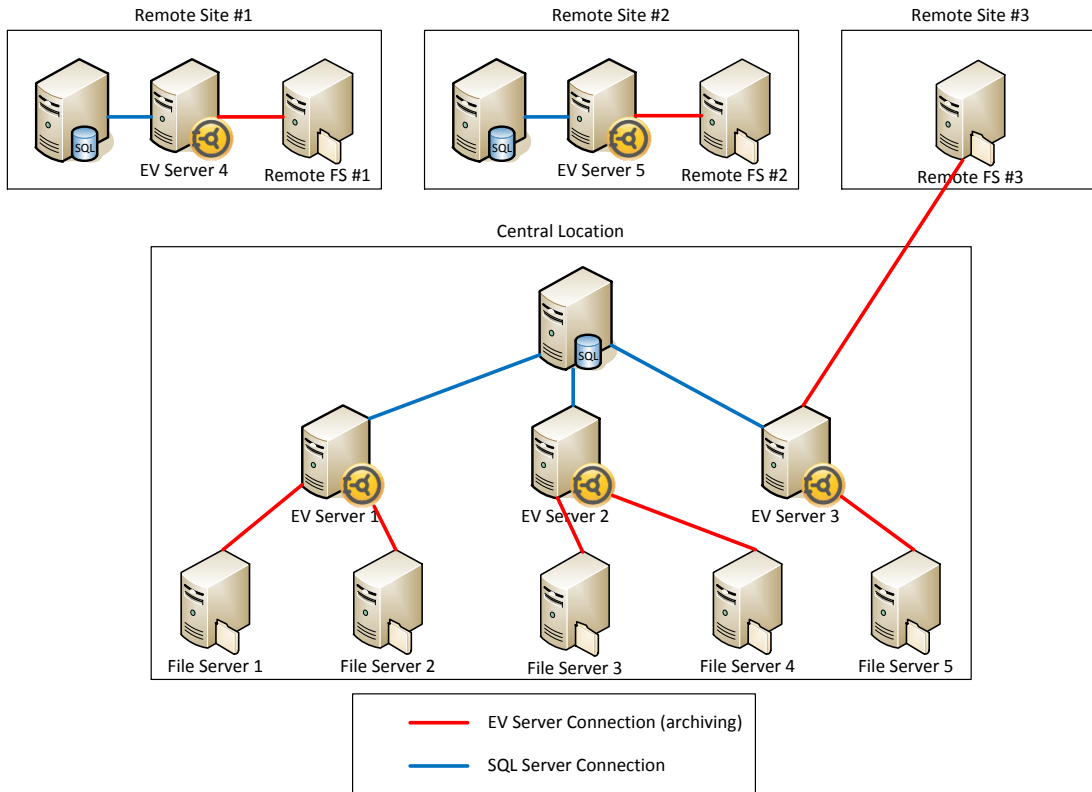 Remote Site #1
Remote Site #2
Remote Site #3
SQL
EV Server 4
Remote FS #1
SQL
EV Server 5
Remote FS #2
Remote FS #3
Central Location
SQL
EV Server 1
EV Server 2
EV Server 3
File Server 1
File Server 2
File Server 3
File Server 4
File Server 5
EV Server Connection (archiving)
SQL Server Connection